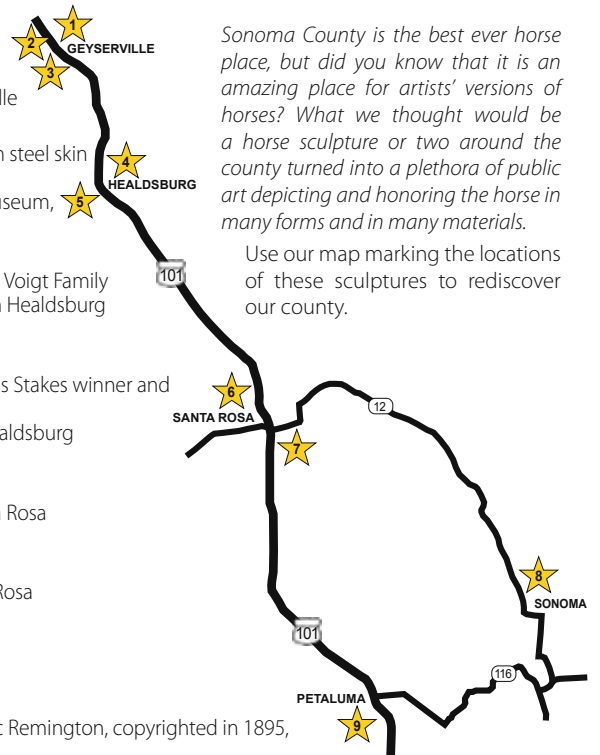 lle
n steel skin
useum,
Voigt Family
n Healdsburg
s Stakes winner and
aldsburg
Rosa
Rosa
c Remington, copyrighted in 1895,
Sonoma County is the best ever horse
place, but did you know that it is an
amazing place for artists' versions of
horses? What we thought would be
a horse sculpture or two around the
county turned into a plethora of public
art depicting and honoring the horse in
many forms and in many materials.
Use our map marking the locations
of these sculptures to rediscover
our county.
1
2
GEYSERVILLE
3
4
HEALDSBURG
5
101
6
12
SANTA ROSA
7
8
SONOMA
101
116
PETALUMA
9